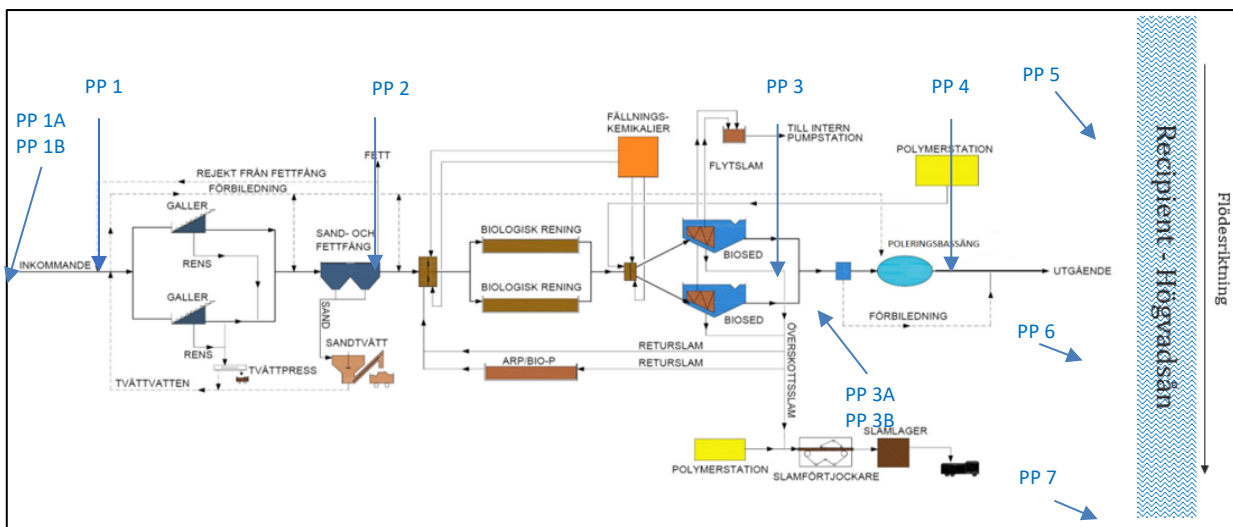 PP 1
PP 2
PP 3
PP 4
PP 5
PP 1A
PP 1B
FÄLLNINGS-
KEMIKALIER
TILL INTERN
PUMPSTATION
POLYMERSTATION
FETT
FLYTSLAM
REJEKT FRÅN FETTFÅNG
FÖRBILEDNING
GALLER
SAND- OCH
FETTFÅNG
BIOLOGISK RENING
BIOSED
POLERINGSBASSÄNG
INKOMMANDE
RENS
UTGÅENDE
GALLER
BIOLOGISK RENING
BIOSED
FÖRBILEDNING
SAND
RENS
SANDTVÄTT
RETURSLAM
ARP/BIO-P
RETURSLAM
ÖVERSKOTTSSLAM
TVÄTTPRESS
TVÄTTVATTEN
PP 3A
PP 3B
PP 6
SLAMLAGER
POLYMERSTATION
SLAMFÖRTJOCKARE
PP 7
Recipient - Högvadsån
Flödesriktning